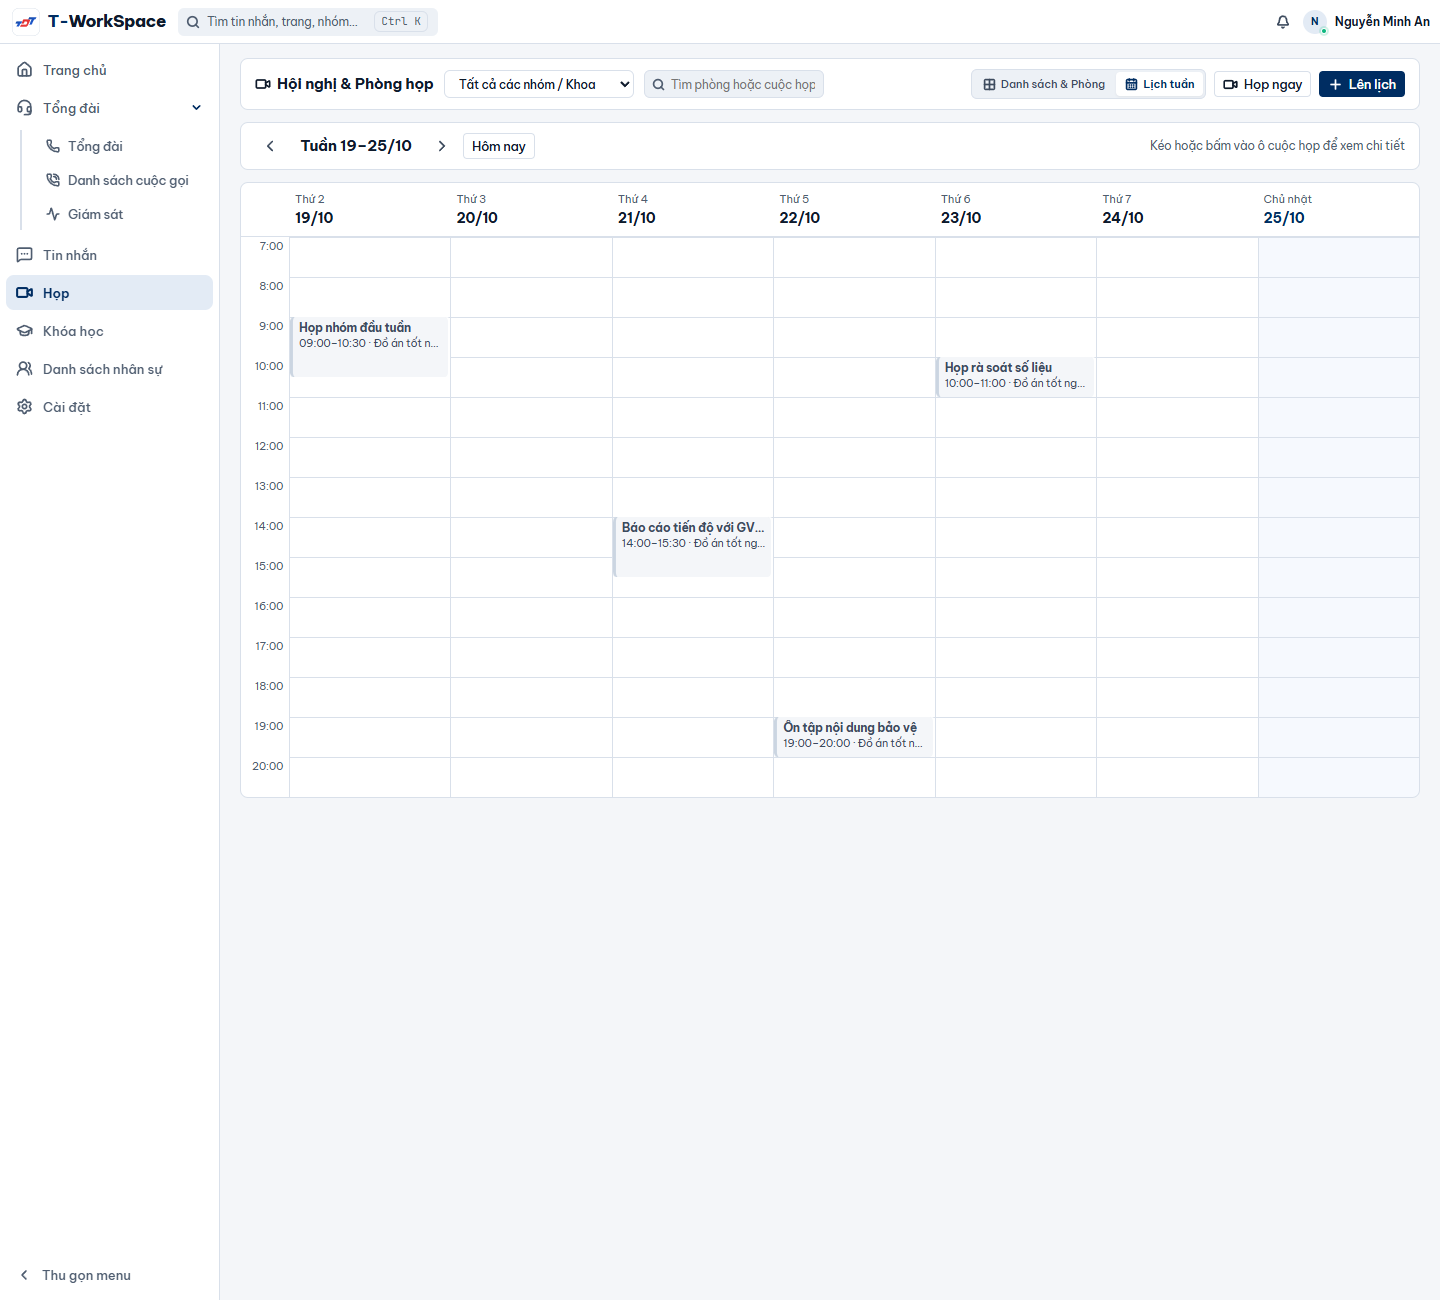 TDT T-WorkSpace
Tìm tin nhắn, trang, nhóm... Ctrl K
N Nguyễn Minh An
Trang chủ
Tổng đài
Tổng đài
Danh sách cuộc gọi
Giám sát
Tin nhắn
Họp
Khóa học
Danh sách nhân sự
Cài đặt
Thu gọn menu
Hội nghị & Phòng họp
Tất cả các nhóm / Khoa
Tìm phòng hoặc cuộc họp
Danh sách & Phòng
Lịch tuần
Họp ngay
Lên lịch
Tuần 19–25/10
Hôm nay
Kéo hoặc bấm vào ô cuộc họp để xem chi tiết
Thứ 2 Thứ 3 Thứ 4 Thứ 5 Thứ 6 Thứ 7 Chủ nhật
19/10 20/10 21/10 22/10 23/10 24/10 25/10
7:00
8:00
9:00
Họp nhóm đầu tuần
09:00–10:30 · Đồ án tốt n...
10:00
Họp rà soát số liệu
10:00–11:00 · Đồ án tốt ng...
11:00
12:00
13:00
14:00
Báo cáo tiến độ với GV...
14:00–15:30 · Đồ án tốt ng...
15:00
16:00
17:00
18:00
19:00
Ôn tập nội dung bảo vệ
19:00–20:00 · Đồ án tốt n...
20:00